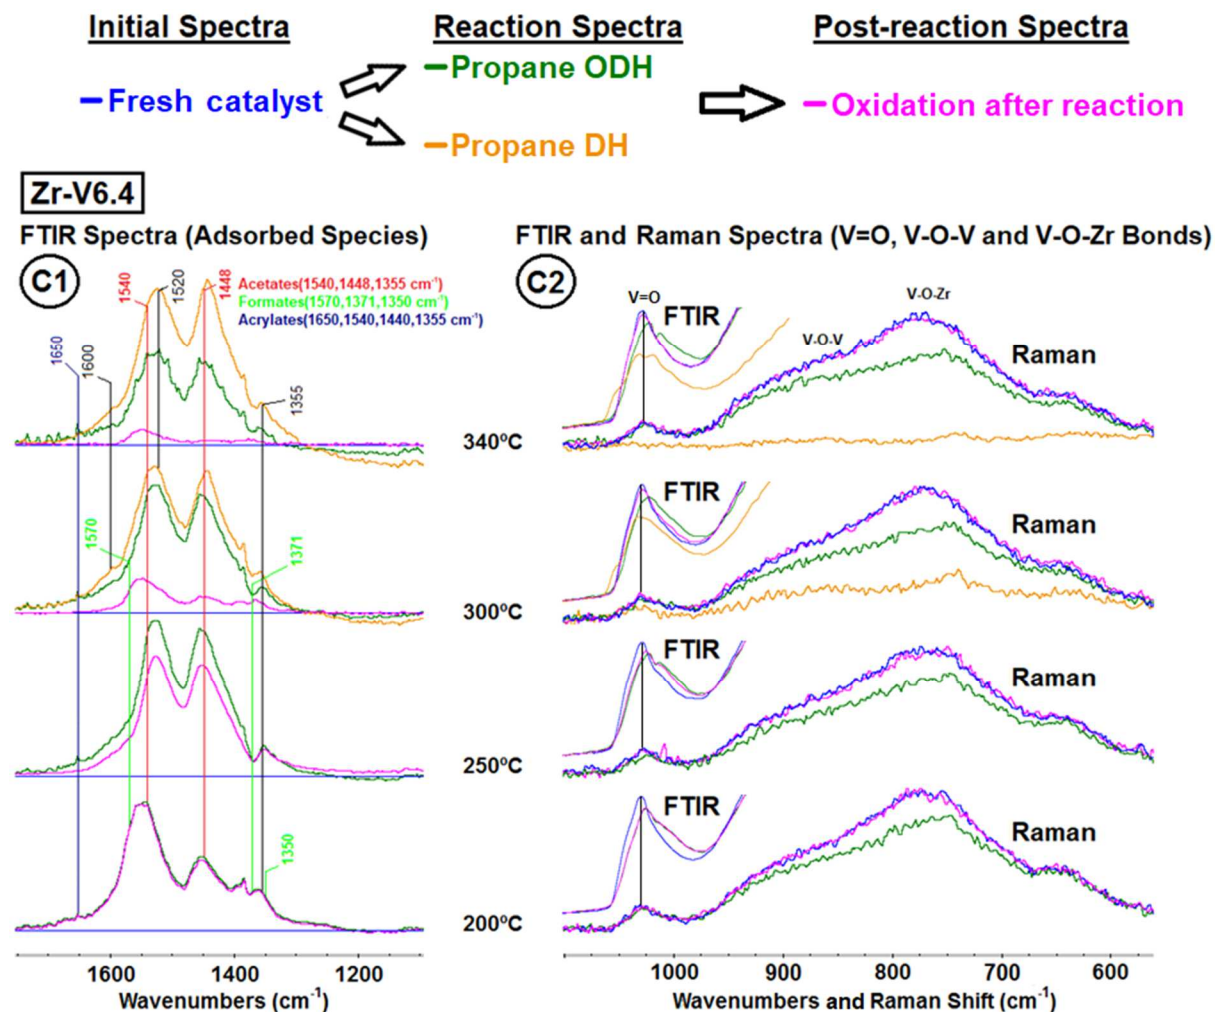 Initial Spectra
Reaction Spectra
Post-reaction Spectra
Fresh catalyst
Propane ODH
Propane DH
Oxidation after reaction
Zr-V6.4
FTIR Spectra (Adsorbed Species)
FTIR and Raman Spectra (V=O, V-O-V and V-O-Zr Bonds)
C1
1650
1600
1540
1520
1448
Acetates(1540,1448,1355 cm⁻¹)
Formates(1570,1371,1350 cm⁻¹)
Acrylates(1650,1540,1440,1355 cm⁻¹)
1355
1570
1371
1350
340ºC
300ºC
250ºC
200ºC
1600
1400
1200
Wavenumbers (cm⁻¹)
C2
V=O
FTIR
V-O-V
V-O-Zr
Raman
FTIR
Raman
FTIR
Raman
FTIR
Raman
1000
900
800
700
600
Wavenumbers and Raman Shift (cm⁻¹)